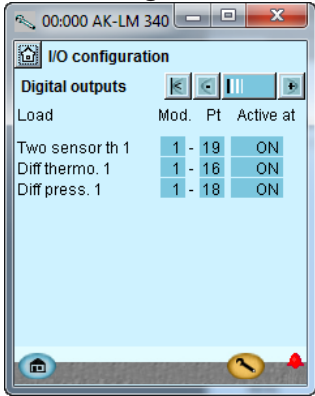 00:000 AK-LM 340
I/O configuration
Digital outputs
Load Mod. Pt Active at
Two sensor th 1 1 - 19 ON
Diff thermo. 1 1 - 16 ON
Diff press. 1 1 - 18 ON